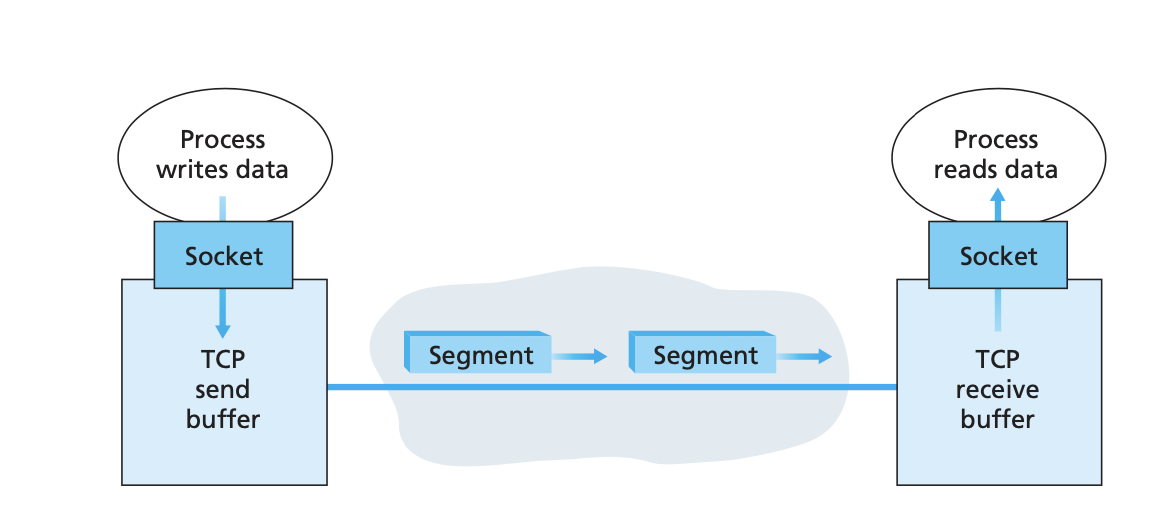 Process
writes data
Socket
TCP
send
buffer
Segment
Segment
Process
reads data
Socket
TCP
receive
buffer